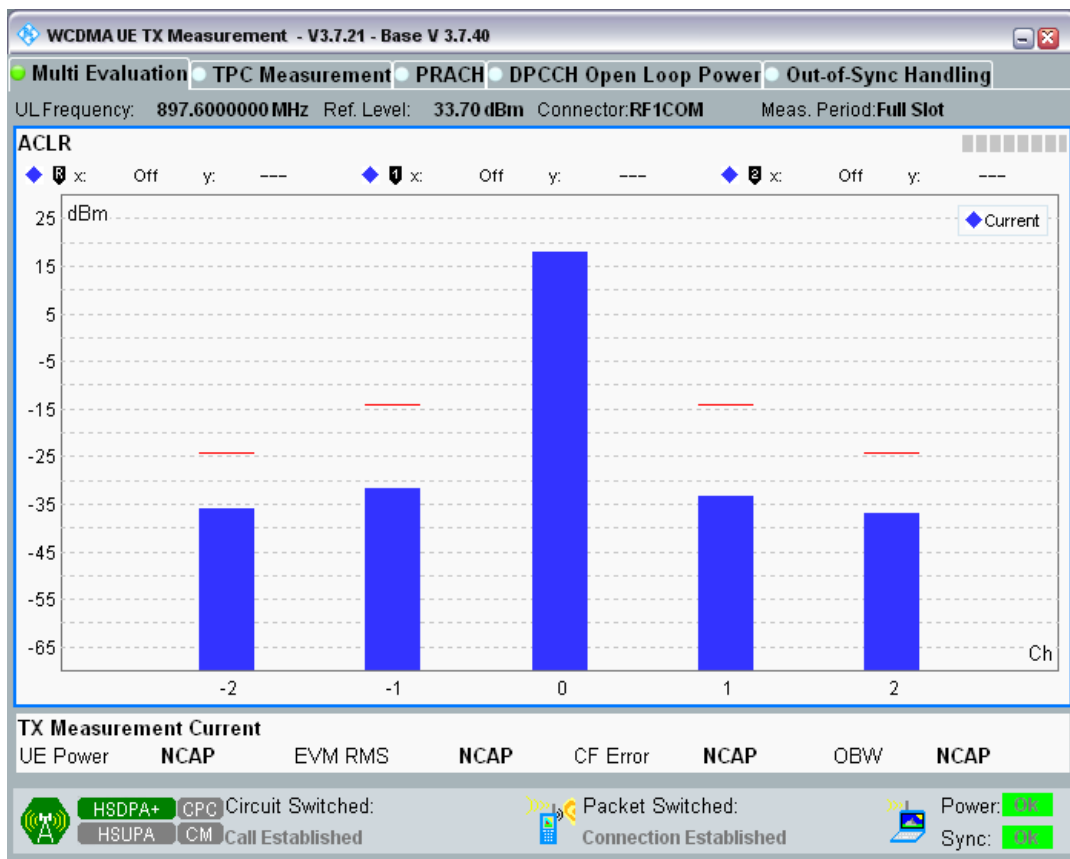 WCDMA UE TX Measurement - V3.7.21 - Base V 3.7.40
Multi Evaluation TPC Measurement PRACH DPCCH Open Loop Power Out-of-Sync Handling
UL Frequency: 897.6000000 MHz Ref. Level: 33.70 dBm Connector:RF1COM Meas. Period:Full Slot
ACLR
R x: Off y: --- 1 x: Off y: --- 2 x: Off y: ---
dBm
Current
25
15
5
-5
-15
-25
-35
-45
-55
-65
Ch
-2 -1 0 1 2
TX Measurement Current
UE Power NCAP EVM RMS NCAP CF Error NCAP OBW NCAP
HSDPA+ CPC Circuit Switched: Packet Switched: Power: OK
HSUPA CM Call Established Connection Established Sync: OK